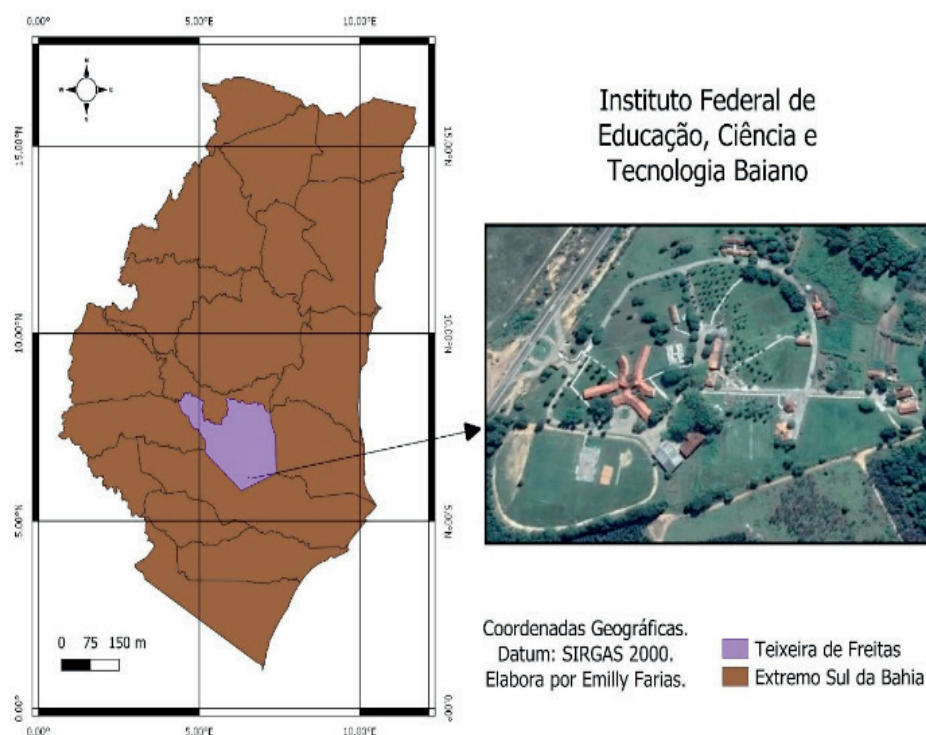 0.00° 5.00°E 10.00°E
N
W E
S
15.00°N 15.00°N
10.00°N 10.00°N
5.00°N 5.00°N
0.00° 0.00°
0 75 150 m
0.00° 5.00°E 10.00°E
Instituto Federal de
Educação, Ciência e
Tecnologia Baiano
Coordenadas Geográficas.
Datum: SIRGAS 2000.
Elabora por Emilly Farias.
Teixeira de Freitas
Extremo Sul da Bahia